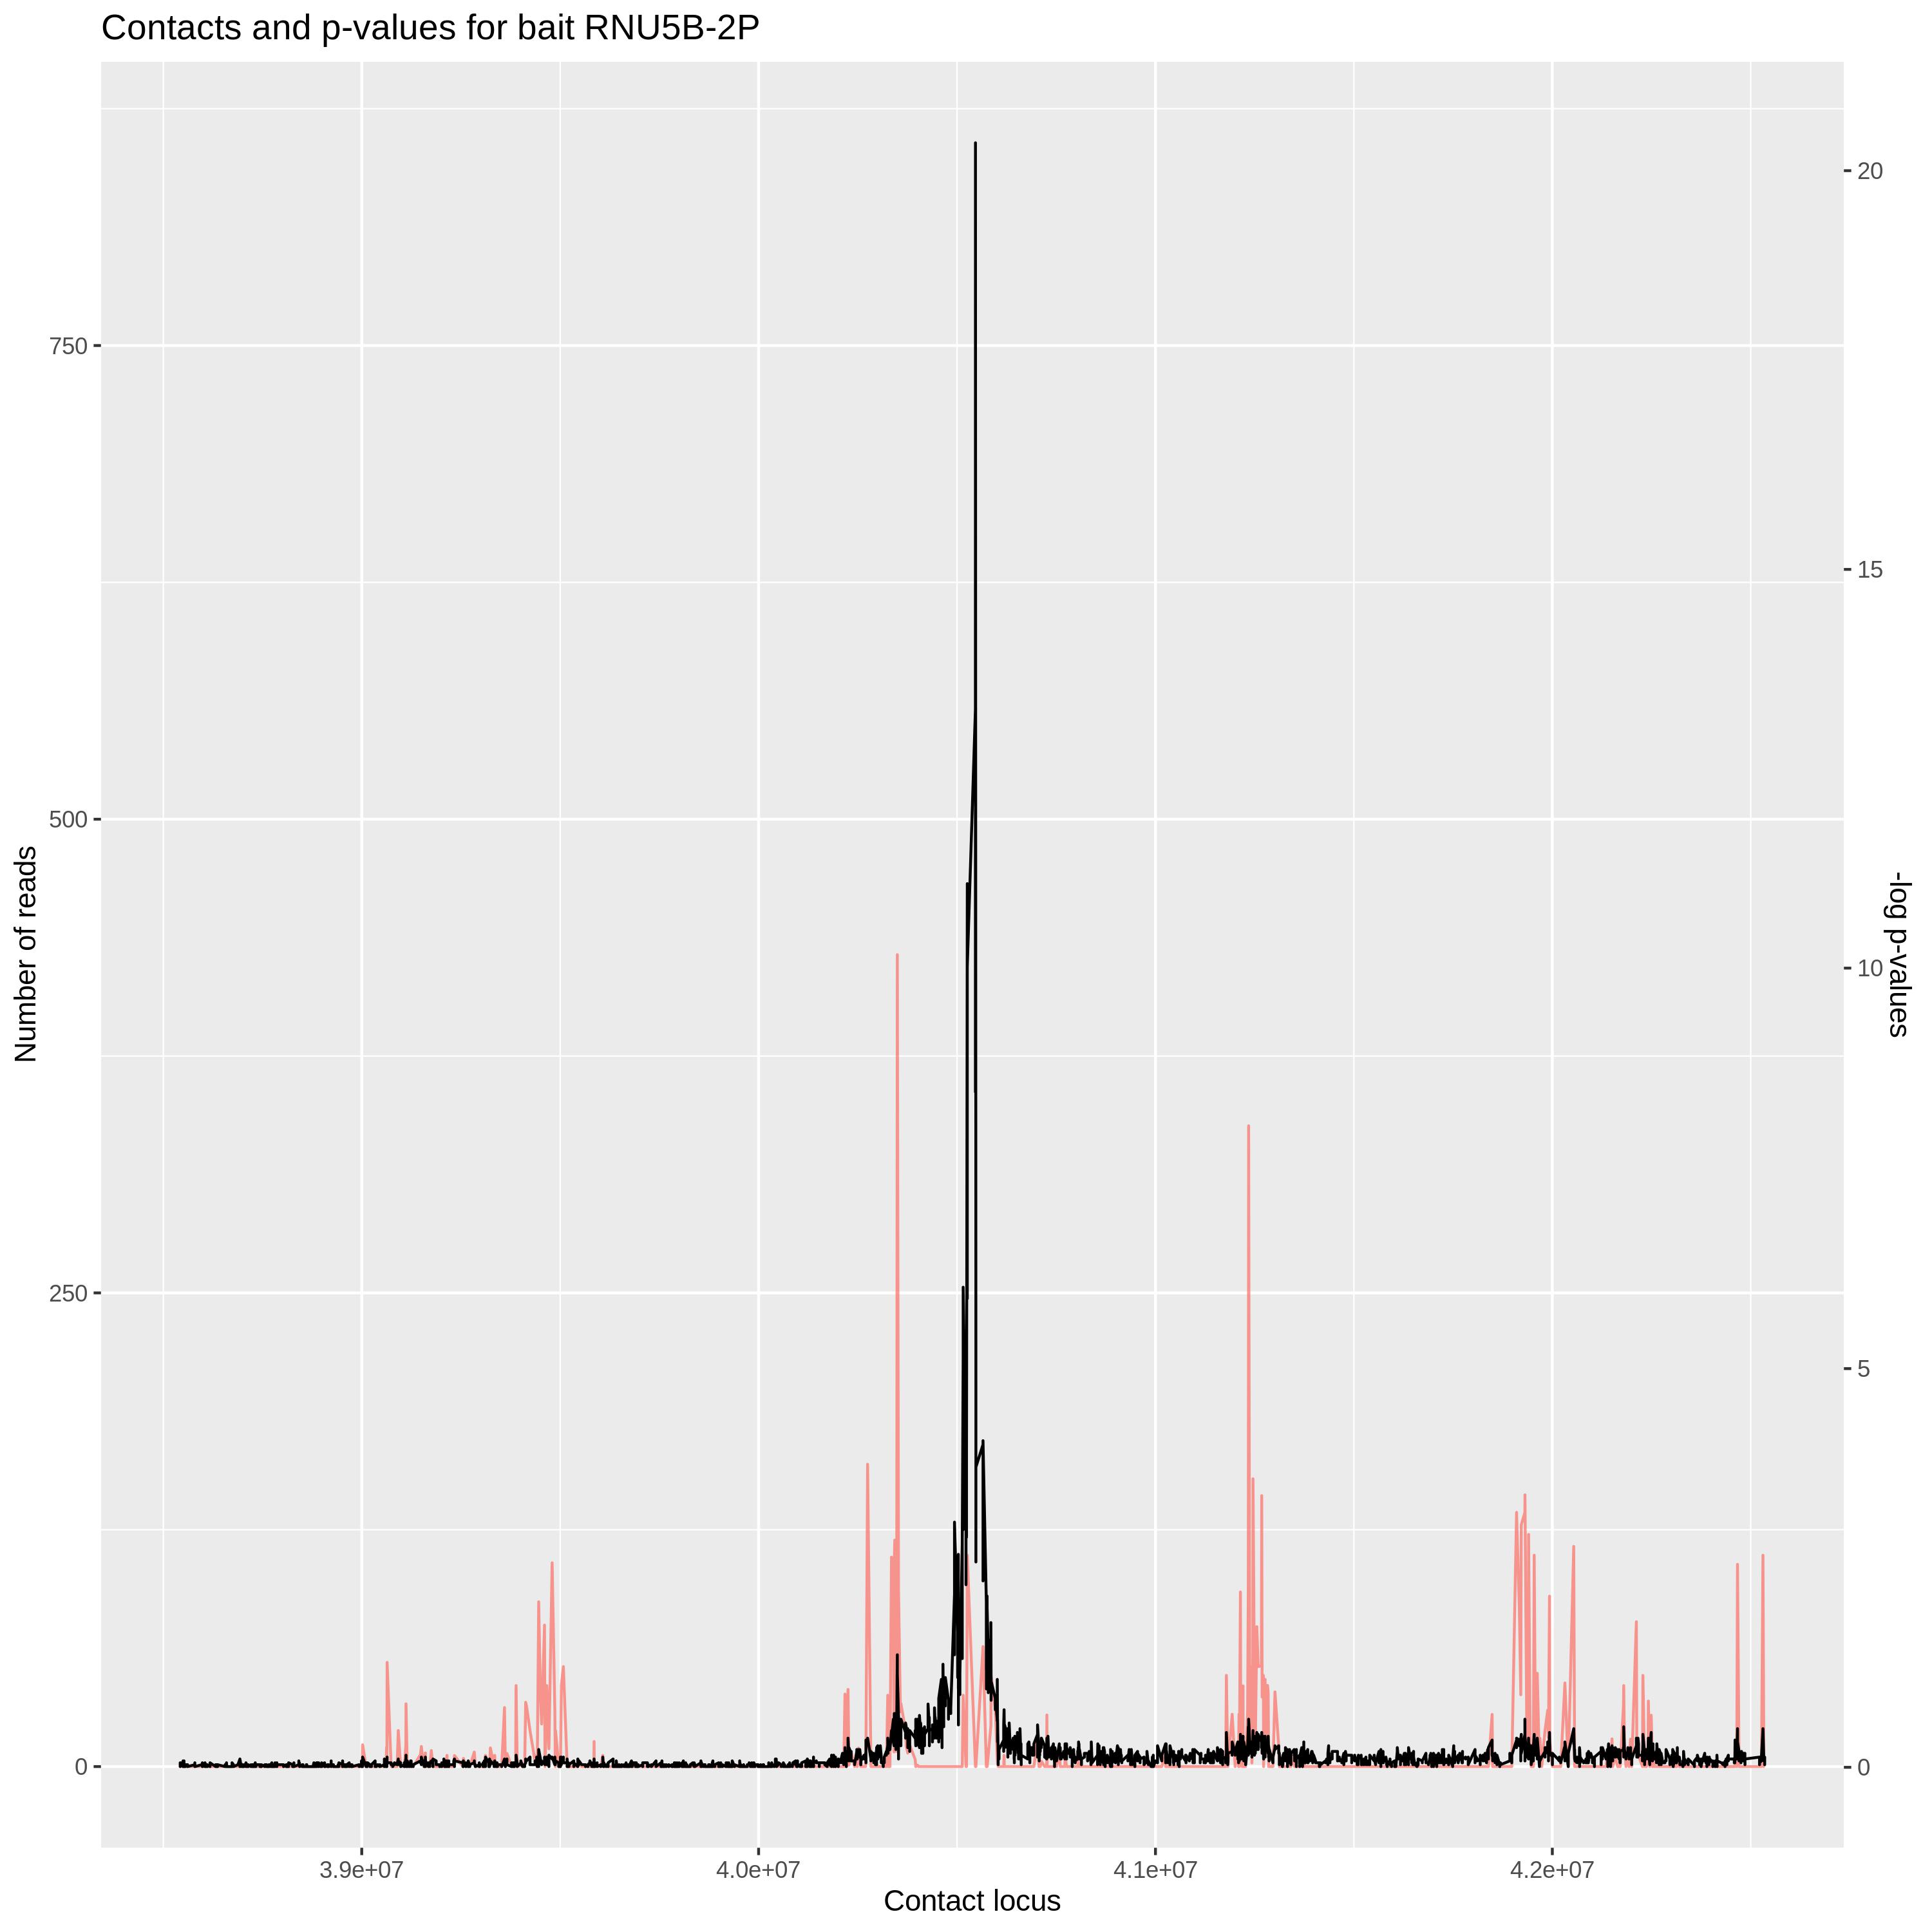 Contacts and p-values for bait RNU5B-2P
Number of reads
750
500
250
0
20
15
10
5
0
-log p-values
3.9e+07
4.0e+07
4.1e+07
4.2e+07
Contact locus